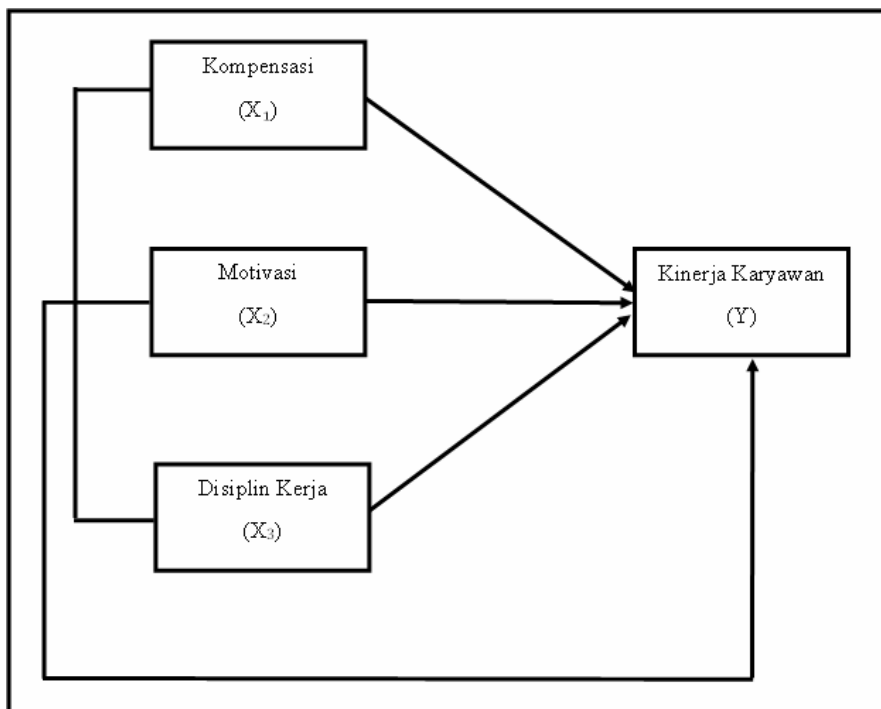 Kompensasi
(X₁)
Motivasi
(X₂)
Kinerja Karyawan
(Y)
Disiplin Kerja
(X₃)